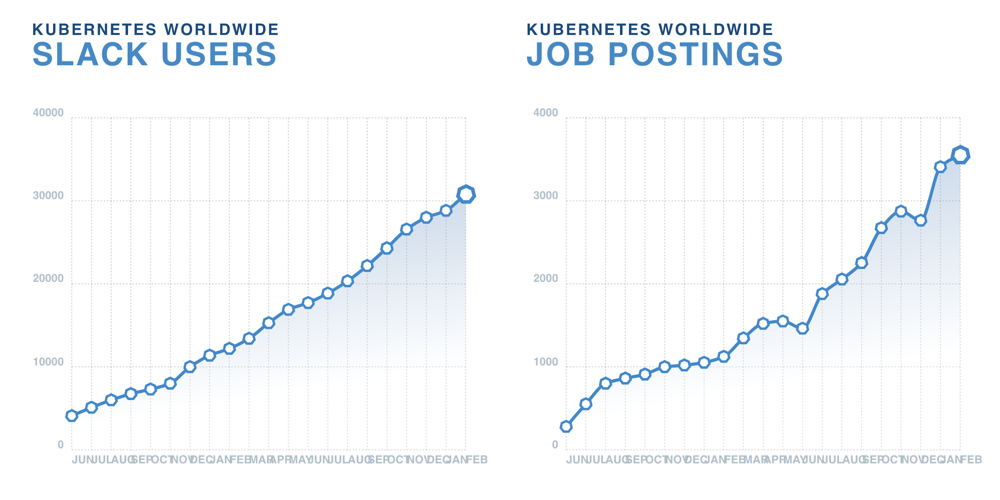 KUBERNETES WORLDWIDE
SLACK USERS
40000
30000
20000
10000
0
JUN JUL AUG SEP OCT NOV DEC JAN FEB MAR APR MAY JUN JUL AUG SEP OCT NOV DEC JAN FEB
KUBERNETES WORLDWIDE
JOB POSTINGS
4000
3000
2000
1000
0
JUN JUL AUG SEP OCT NOV DEC JAN FEB MAR APR MAY JUN JUL AUG SEP OCT NOV DEC JAN FEB